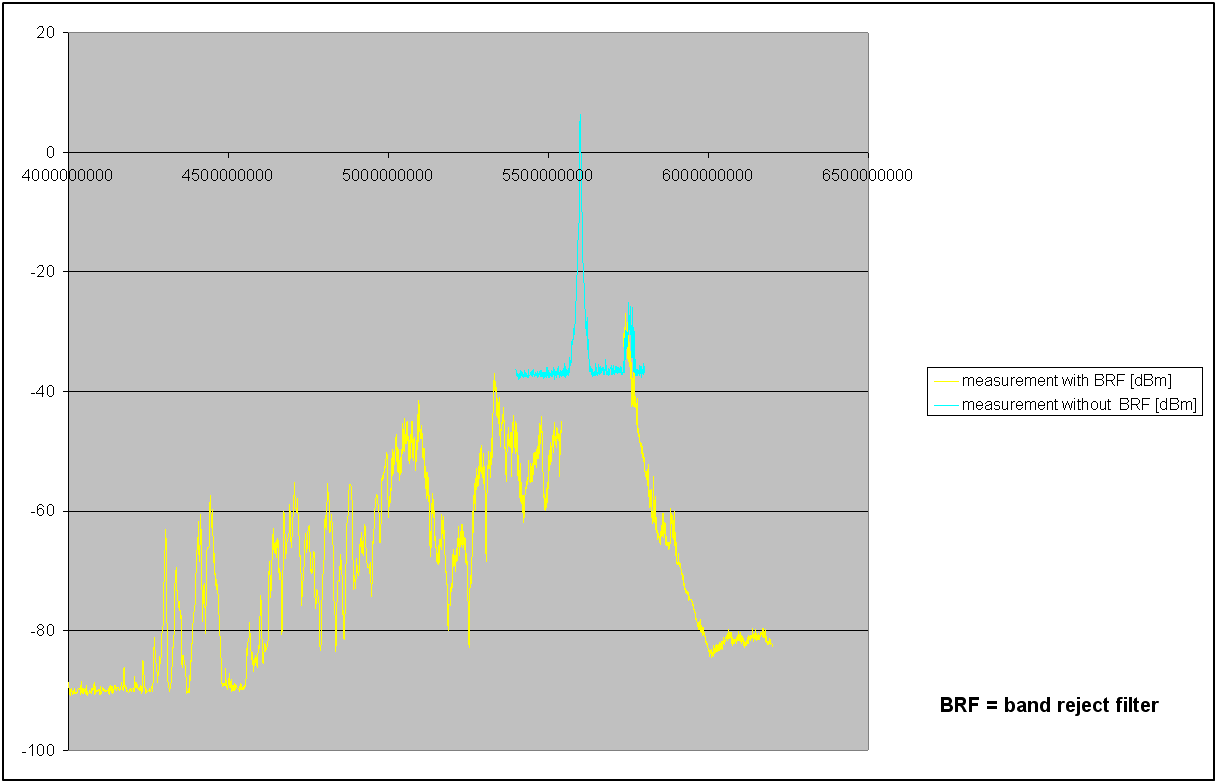 20
0
4000000000 4500000000 5000000000 5500000000 6000000000 6500000000
-20
-40
measurement with BRF [dBm]
measurement without BRF [dBm]
-60
-80
BRF = band reject filter
-100